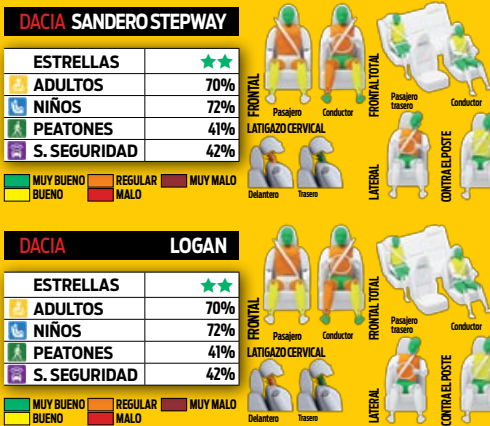 DACIA SANDERO STEPWAY
ESTRELLAS
ADULTOS 70%
NIÑOS 72%
PEATONES 41%
S. SEGURIDAD 42%
MUY BUENO REGULAR MUY MALO
BUENO MALO
FRONTAL
Pasajero Conductor
FRONTAL TOTAL
Pasajero
trasero
Conductor
LATIGAZO CERVICAL
Delantero Trasero
LATERAL
CONTRA EL POSTE
DACIA LOGAN
ESTRELLAS
ADULTOS 70%
NIÑOS 72%
PEATONES 41%
S. SEGURIDAD 42%
MUY BUENO REGULAR MUY MALO
BUENO MALO
FRONTAL
Pasajero Conductor
FRONTAL TOTAL
Pasajero
trasero
Conductor
LATIGAZO CERVICAL
Delantero Trasero
LATERAL
CONTRA EL POSTE